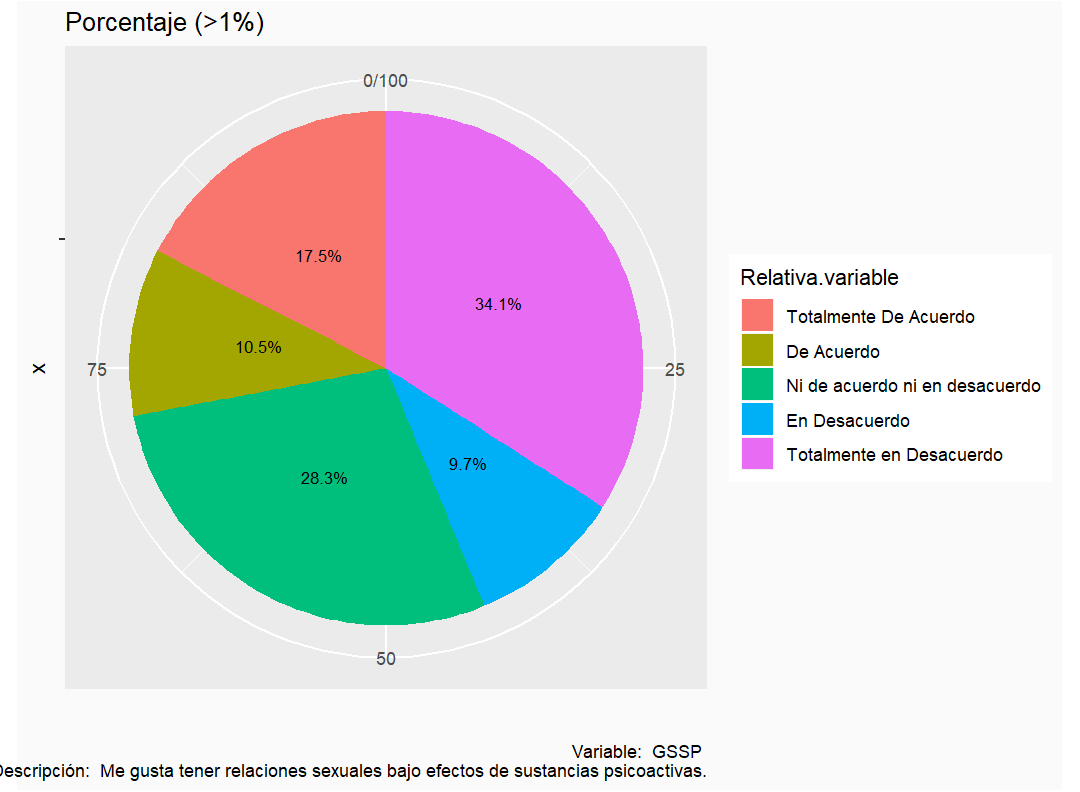 Porcentaje (>1%)
0/100
17.5%
34.1%
10.5%
75
25
28.3%
9.7%
50
x
Relativa.variable
Totalmente De Acuerdo
De Acuerdo
Ni de acuerdo ni en desacuerdo
En Desacuerdo
Totalmente en Desacuerdo
Variable:  GSSP
Descripción:  Me gusta tener relaciones sexuales bajo efectos de sustancias psicoactivas.